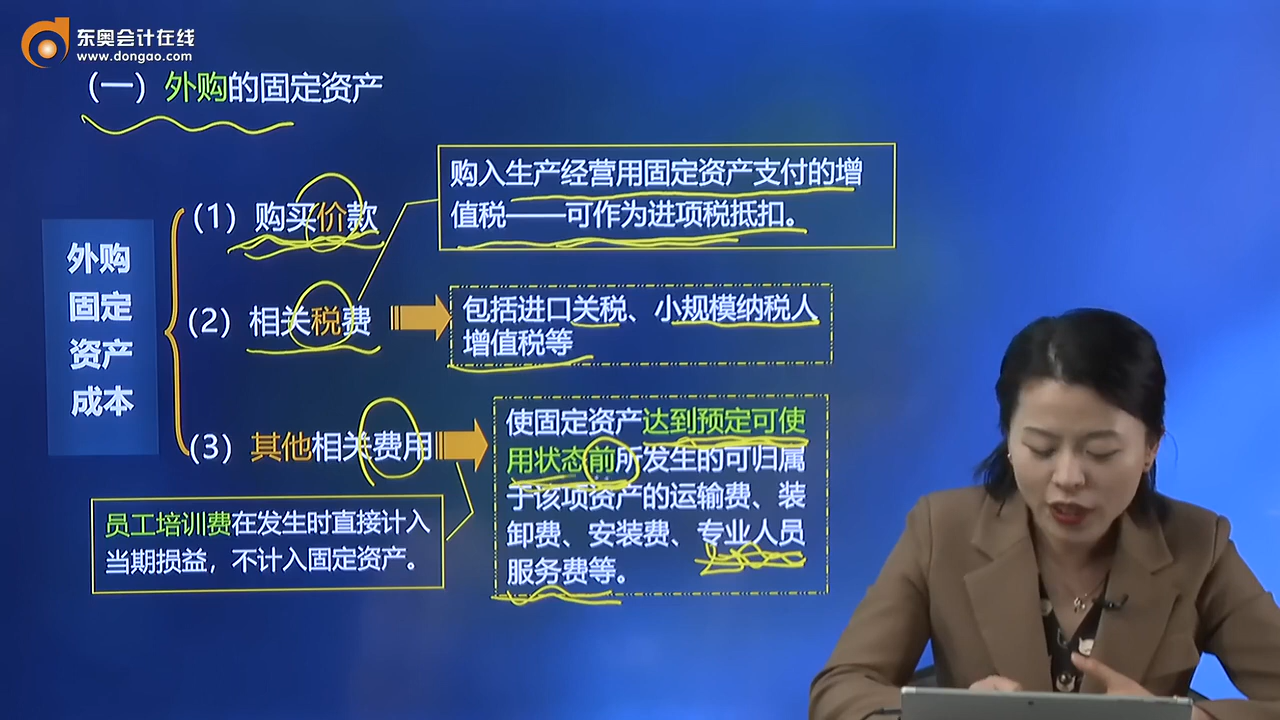 东奥会计在线
www.dongao.com
（一）外购的固定资产
购入生产经营用固定资产支付的增
值税——可作为进项税抵扣。
（1）购买价款
外购
固定
资产
成本
（2）相关税费
包括进口关税、小规模纳税人
增值税等
（3）其他相关费用
使固定资产达到预定可使
用状态前所发生的可归属
于该项资产的运输费、装
卸费、安装费、专业人员
服务费等。
员工培训费在发生时直接计入
当期损益，不计入固定资产。